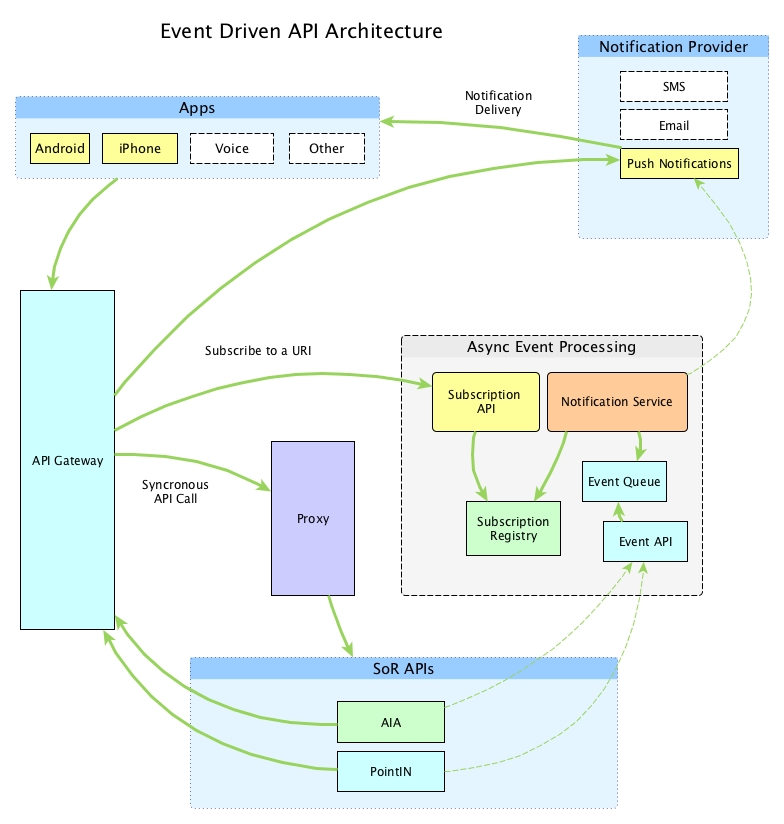 Event Driven API Architecture
Notification Provider
SMS
Email
Push Notifications
Notification
Delivery
Apps
Android
iPhone
Voice
Other
Subscribe to a URI
Async Event Processing
Subscription
API
Notification Service
Event Queue
Subscription
Registry
Event API
API Gateway
Syncronous
API Call
Proxy
SoR APIs
AIA
PointIN